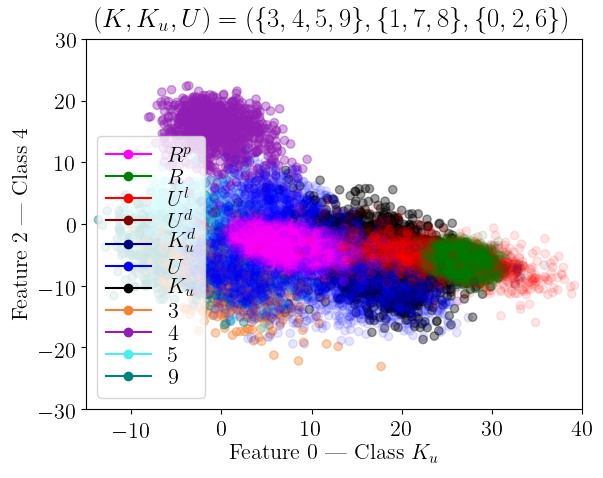 (K, K_u, U) = ({3, 4, 5, 9}, {1, 7, 8}, {0, 2, 6})
30
20
10
0
−10
−20
−30
Feature 2 — Class 4
R^p
R
U^l
U^d
K_u^d
U
K_u
3
4
5
9
−10 0 10 20 30 40
Feature 0 — Class K_u